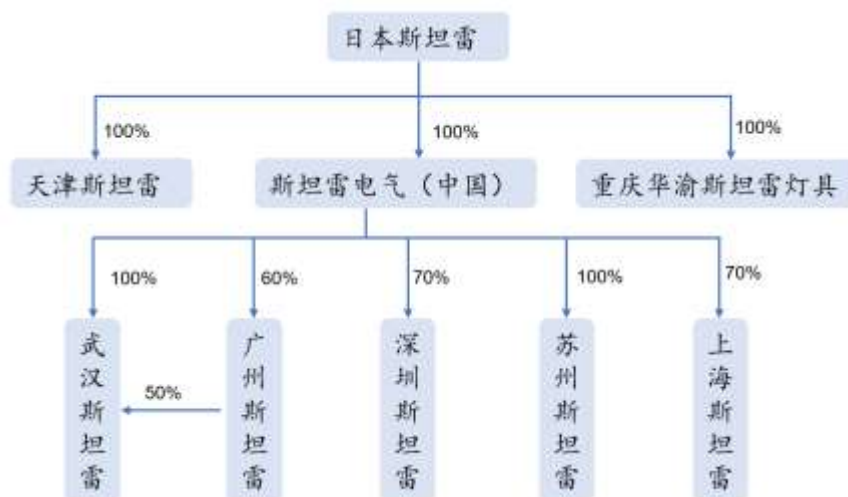 日本斯坦雷
100%
100%
100%
天津斯坦雷
斯坦雷电气（中国）
重庆华渝斯坦雷灯具
100%
60%
70%
100%
70%
武汉斯坦雷
广州斯坦雷
深圳斯坦雷
苏州斯坦雷
上海斯坦雷
50%